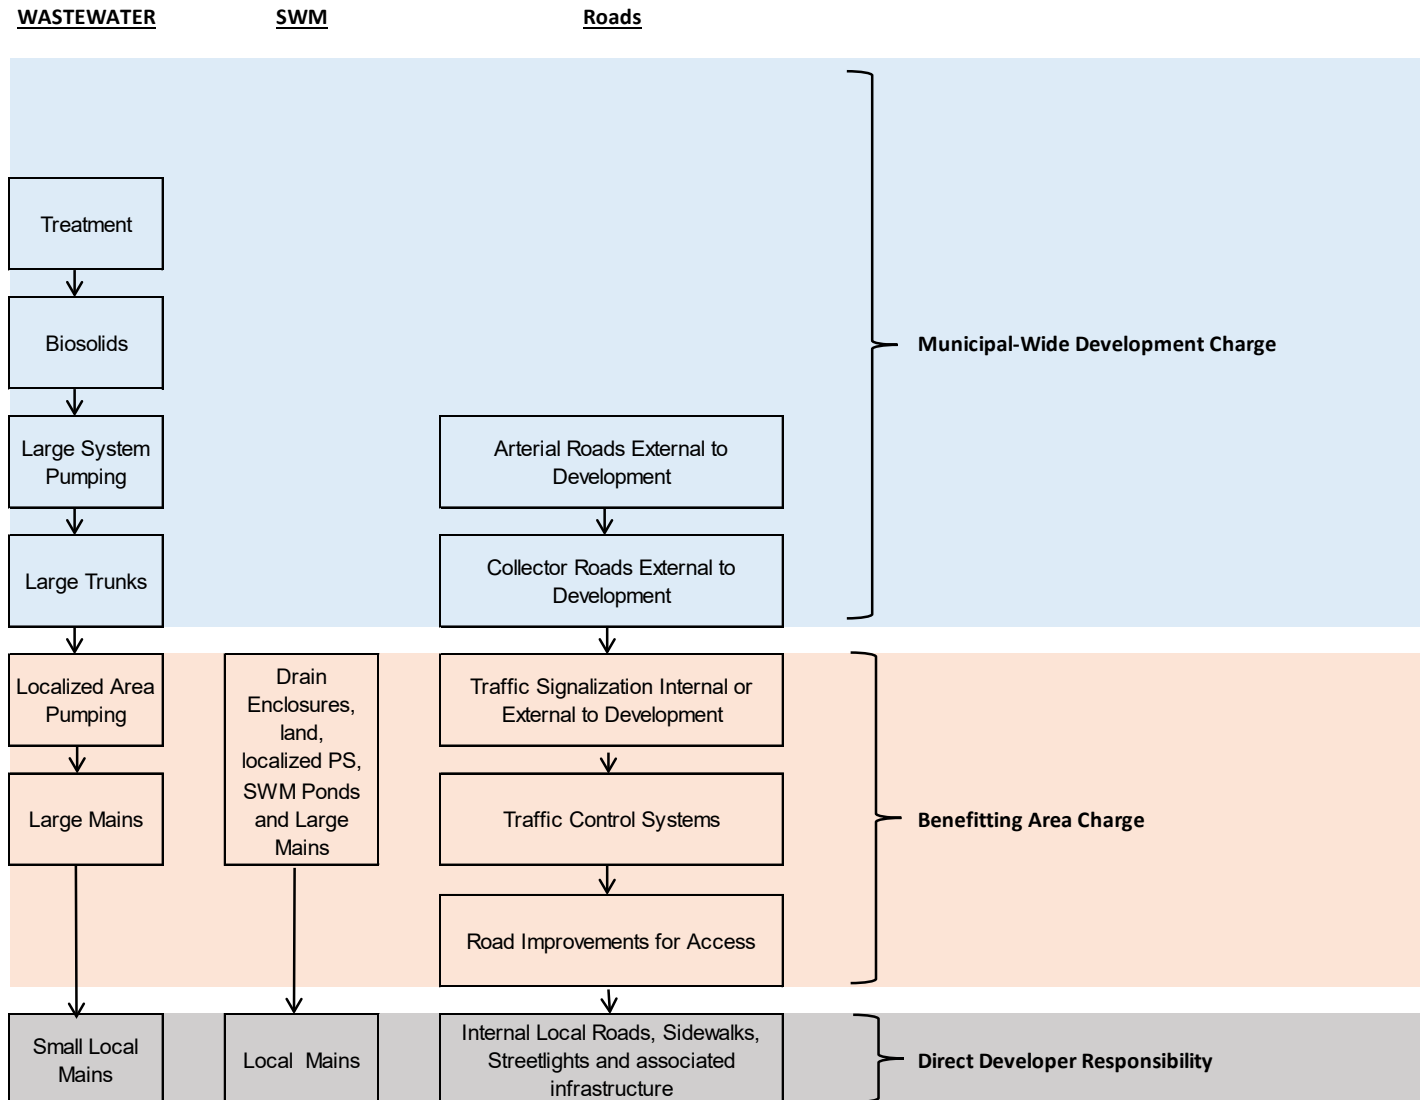 WASTEWATER
SWM
Roads
Treatment
Biosolids
Municipal-Wide Development Charge
Large System
Pumping
Arterial Roads External to
Development
Large Trunks
Collector Roads External to
Development
Localized Area
Pumping
Drain
Enclosures,
land,
localized PS,
SWM Ponds
and Large
Mains
Traffic Signalization Internal or
External to Development
Large Mains
Traffic Control Systems
Benefitting Area Charge
Road Improvements for Access
Small Local
Mains
Local Mains
Internal Local Roads, Sidewalks,
Streetlights and associated
infrastructure
Direct Developer Responsibility